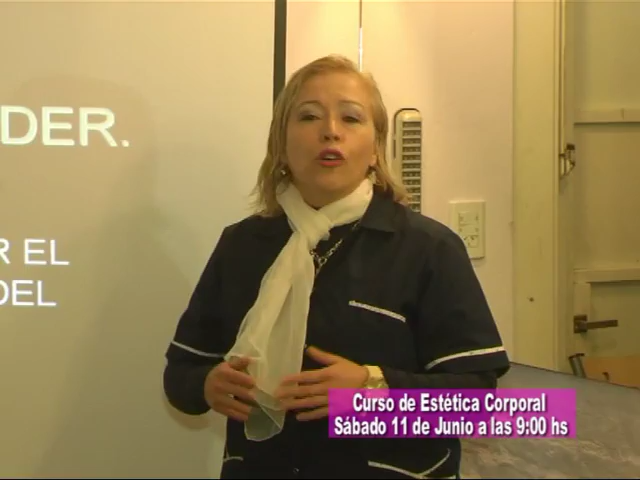 DER.
R EL
DEL
Curso de Estética Corporal
Sábado 11 de Junio a las 9:00 hs